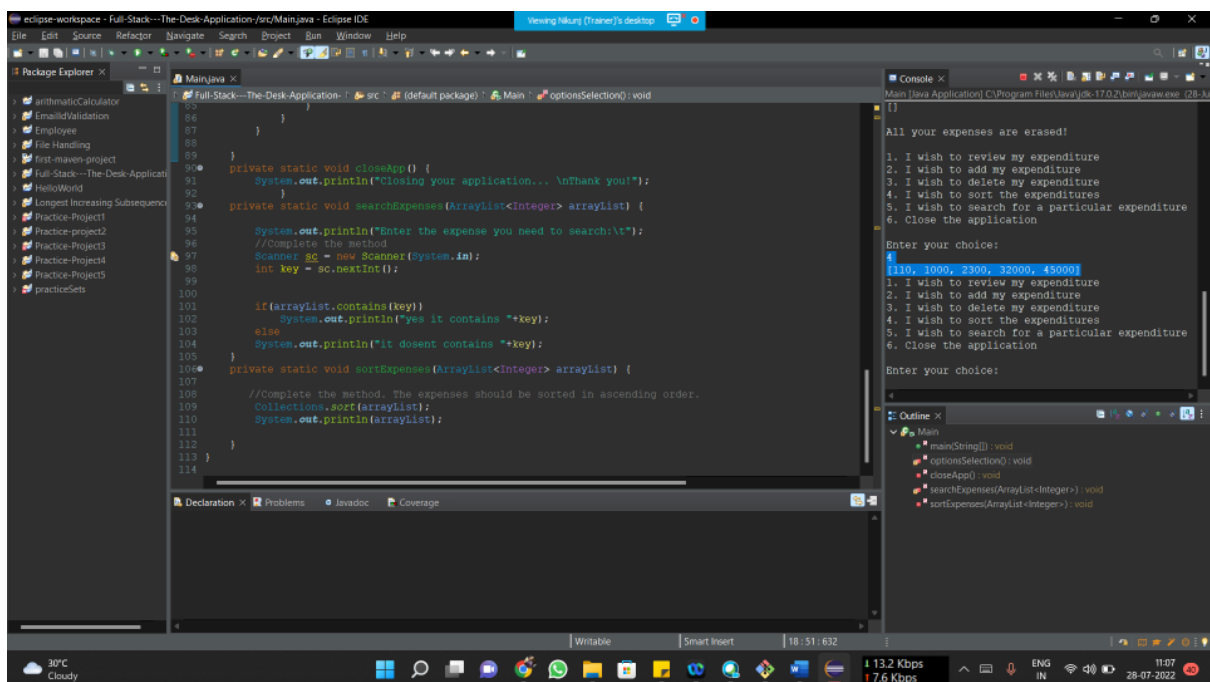 eclipse-workspace - Full-Stack---The-Desk-Application-/src/Main.java - Eclipse IDE
Viewing Nikunj (Trainer)'s desktop
File Edit Source Refactor Navigate Search Project Run Window Help
Package Explorer
arithmaticCalculator
EmailIdValidation
Employee
File Handling
first-maven-project
Full-Stack---The-Desk-Applicati
HelloWorld
Longest Increasing Subsequenc
Practice-Project1
Practice-project2
Practice-Project3
Practice-Project4
Practice-Project5
practiceSets
Main.java
Full-Stack---The-Desk-Application- src (default package) Main optionsSelection() : void
85 }
86 }
87 }
88
89 }
90 private static void closeApp() {
91 System.out.println("Closing your application... \nThank you!");
92 }
93 private static void searchExpenses(ArrayList<Integer> arrayList) {
94
95 System.out.println("Enter the expense you need to search:\t");
96 //Complete the method
97 Scanner sc = new Scanner(System.in);
98 int key = sc.nextInt();
99
100
101 if(arrayList.contains(key))
102 System.out.println("yes it contains "+key);
103 else
104 System.out.println("it dosent contains "+key);
105 }
106 private static void sortExpenses(ArrayList<Integer> arrayList) {
107
108 //Complete the method. The expenses should be sorted in ascending order.
109 Collections.sort(arrayList);
110 System.out.println(arrayList);
111
112 }
113 }
114
Declaration Problems Javadoc Coverage
Console
Main [Java Application] C:\Program Files\Java\jdk-17.0.2\bin\javaw.exe (28-Ju
[]
All your expenses are erased!
1. I wish to review my expenditure
2. I wish to add my expenditure
3. I wish to delete my expenditure
4. I wish to sort the expenditures
5. I wish to search for a particular expenditure
6. Close the application
Enter your choice:
4
[110, 1000, 2300, 32000, 45000]
1. I wish to review my expenditure
2. I wish to add my expenditure
3. I wish to delete my expenditure
4. I wish to sort the expenditures
5. I wish to search for a particular expenditure
6. Close the application
Enter your choice:
Outline
Main
main(String[]) : void
optionsSelection() : void
closeApp() : void
searchExpenses(ArrayList<Integer>) : void
sortExpenses(ArrayList<Integer>) : void
Writable Smart Insert 18 : 51 : 632
30°C
Cloudy
13.2 Kbps
7.6 Kbps
ENG
IN
11:07
28-07-2022
40